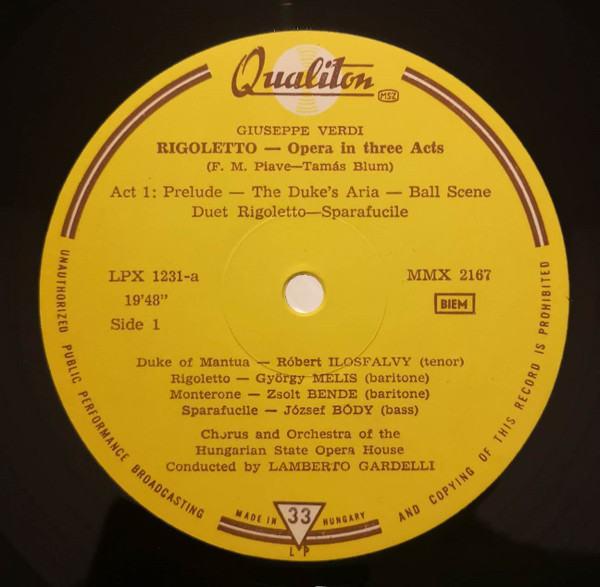 Qualiton
MSZ
GIUSEPPE VERDI
RIGOLETTO — Opera in three Acts
(F. M. Piave—Tamás Blum)
Act 1: Prelude — The Duke's Aria — Ball Scene
Duet Rigoletto—Sparafucile
LPX 1231-a
MMX 2167
19'48"
BIEM
Side 1
Duke of Mantua — Róbert ILOSFALVY (tenor)
Rigoletto — György MELIS (baritone)
Monterone — Zsolt BENDE (baritone)
Sparafucile — József BÓDY (bass)
Chorus and Orchestra of the
Hungarian State Opera House
Conducted by LAMBERTO GARDELLI
UNAUTHORIZED PUBLIC PERFORMANCE BROADCASTING AND COPYING OF THIS RECORD IS PROHIBITED
MADE IN HUNGARY
33
LP